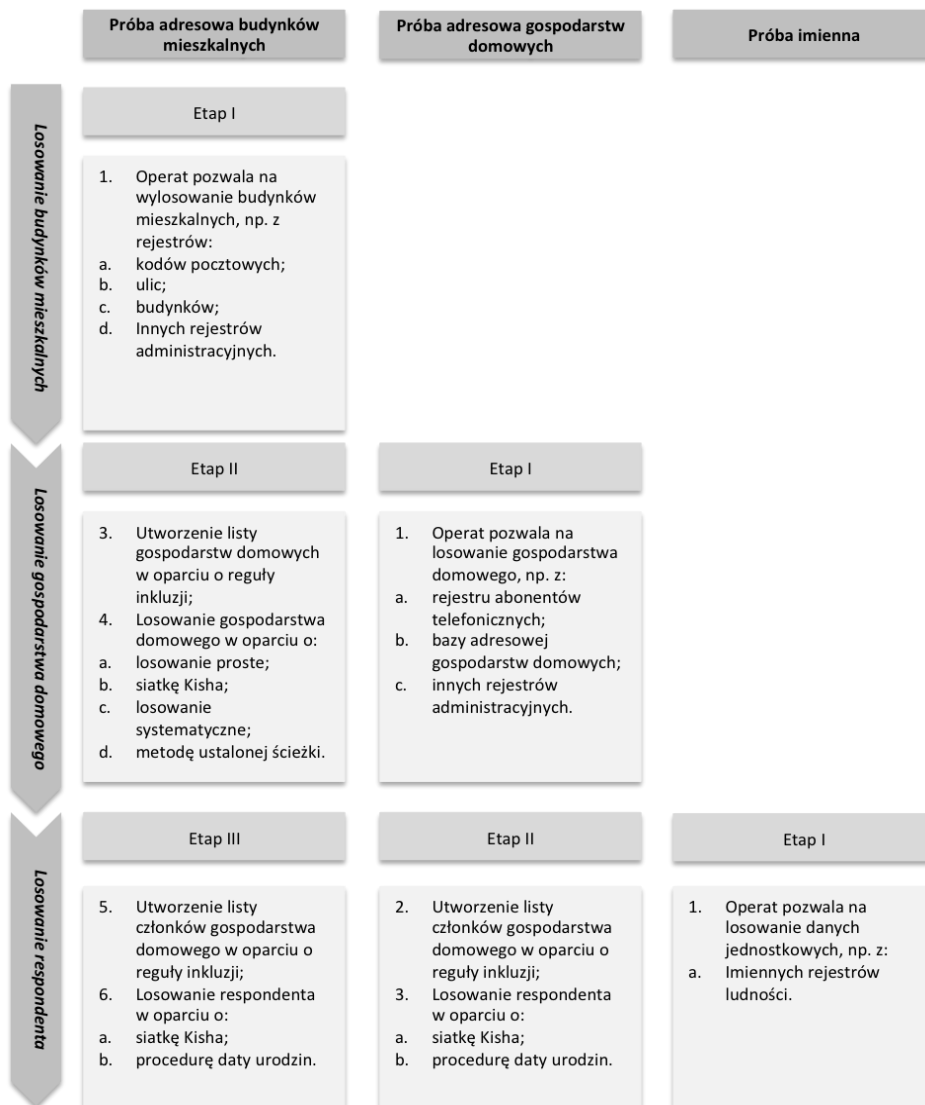 Próba adresowa budynków
mieszkalnych
Próba adresowa gospodarstw
domowych
Próba imienna
Losowanie budynków mieszkalnych
Etap I
1. Operat pozwala na
wylosowanie budynków
mieszkalnych, np. z
rejestrów:
a. kodów pocztowych;
b. ulic;
c. budynków;
d. Innych rejestrów
administracyjnych.
Losowanie gospodarstwa domowego
Etap II
3. Utworzenie listy
gospodarstw domowych
w oparciu o reguły
inkluzji;
4. Losowanie gospodarstwa
domowego w oparciu o:
a. losowanie proste;
b. siatkę Kisha;
c. losowanie
systematyczne;
d. metodę ustalonej ścieżki.
Etap I
1. Operat pozwala na
losowanie gospodarstwa
domowego, np. z:
a. rejestru abonentów
telefonicznych;
b. bazy adresowej
gospodarstw domowych;
c. innych rejestrów
administracyjnych.
Losowanie respondenta
Etap III
5. Utworzenie listy
członków gospodarstwa
domowego w oparciu o
reguły inkluzji;
6. Losowanie respondenta
w oparciu o:
a. siatkę Kisha;
b. procedurę daty urodzin.
Etap II
2. Utworzenie listy
członków gospodarstwa
domowego w oparciu o
reguły inkluzji;
3. Losowanie respondenta
w oparciu o:
a. siatkę Kisha;
b. procedurę daty urodzin.
Etap I
1. Operat pozwala na
losowanie danych
jednostkowych, np. z:
a. Imiennych rejestrów
ludności.